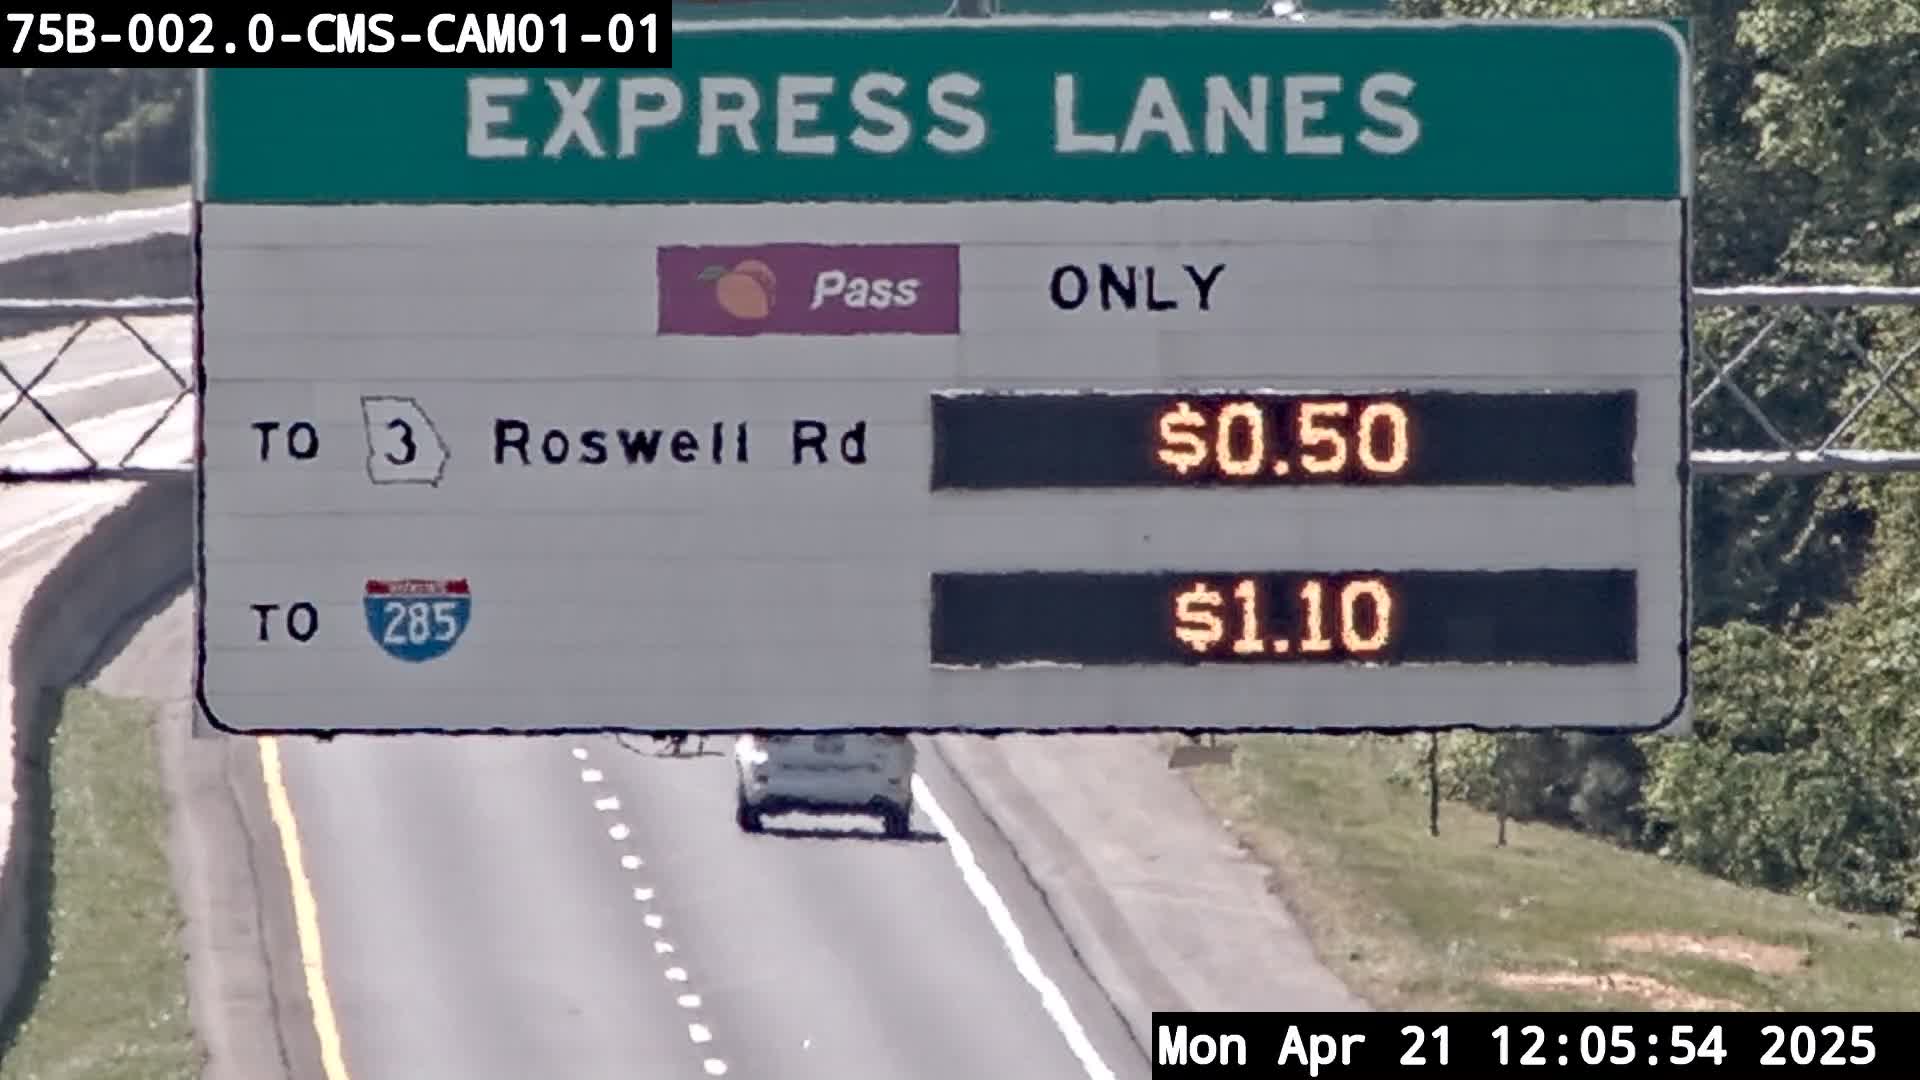 75B-002.0-CMS-CAM01-01
EXPRESS LANES
Pass ONLY
TO 3 Roswell Rd $0.50
TO 285 $1.10
Mon Apr 21 12:05:54 2025